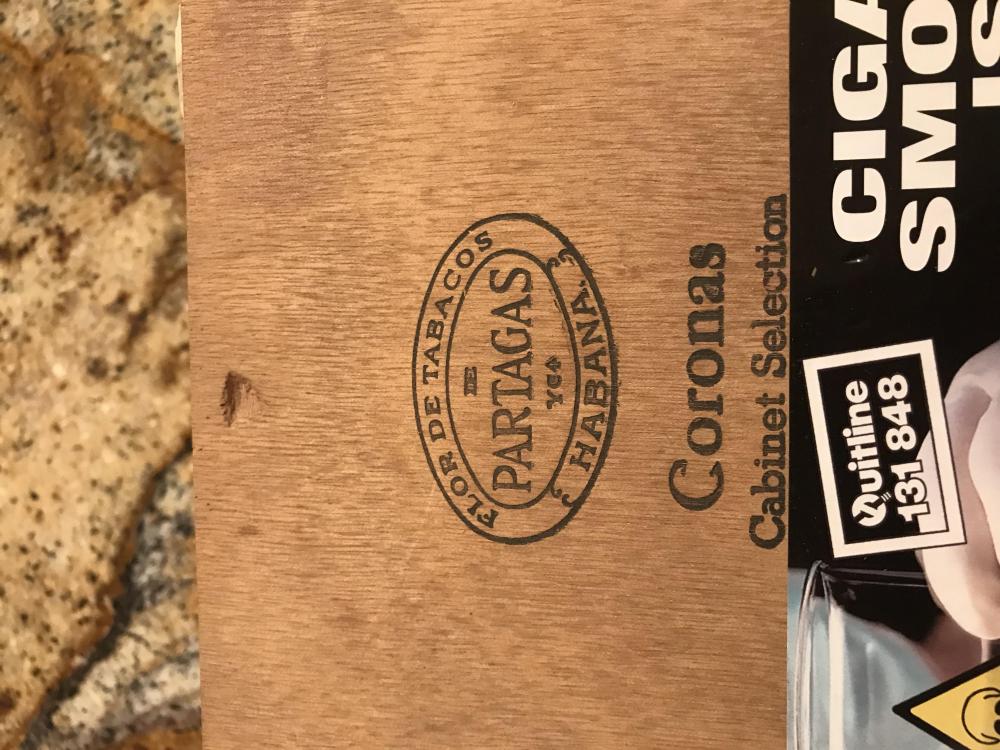 FLOR DE TABACOS
DE
PARTAGAS
Y Cª
HABANA.
Coronas
Cabinet Selection
CIGA
SMO
IS
Quitline
131 848